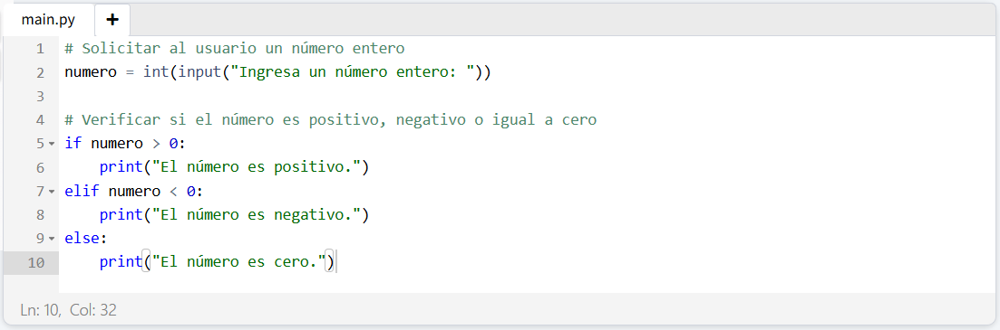 main.py +
1 # Solicitar al usuario un número entero
2 numero = int(input("Ingresa un número entero: "))
3
4 # Verificar si el número es positivo, negativo o igual a cero
5 if numero > 0:
6     print("El número es positivo.")
7 elif numero < 0:
8     print("El número es negativo.")
9 else:
10     print("El número es cero.")
Ln: 10, Col: 32